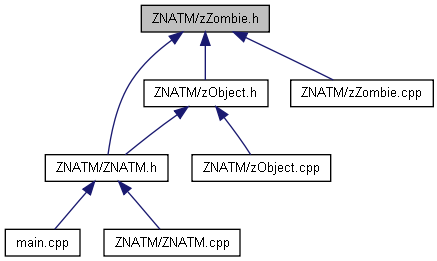 ZNATM/zZombie.h
ZNATM/zObject.h
ZNATM/zZombie.cpp
ZNATM/ZNATM.h
ZNATM/zObject.cpp
main.cpp
ZNATM/ZNATM.cpp